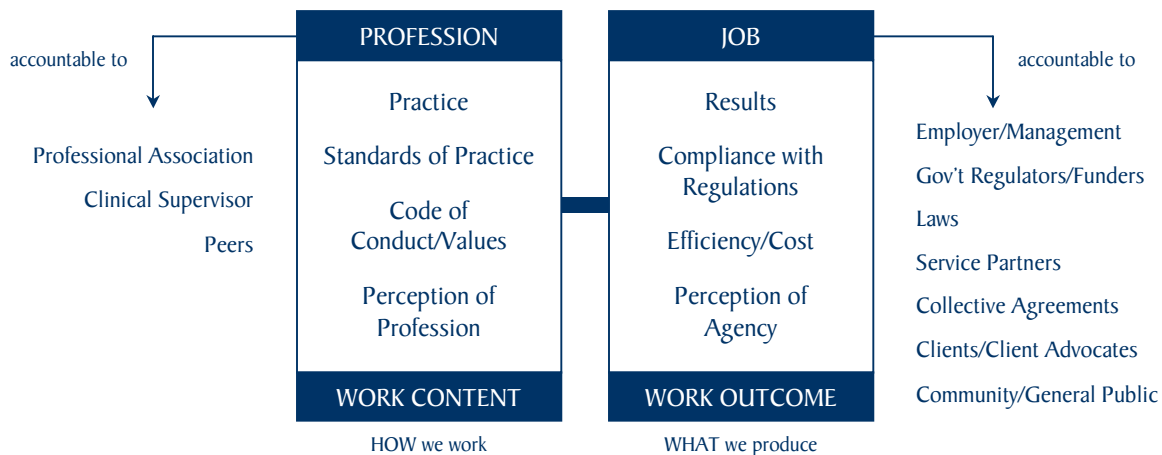 accountable to
Professional Association
Clinical Supervisor
Peers
PROFESSION
Practice
Standards of Practice
Code of
Conduct/Values
Perception of
Profession
WORK CONTENT
HOW we work
JOB
Results
Compliance with
Regulations
Efficiency/Cost
Perception of
Agency
WORK OUTCOME
WHAT we produce
accountable to
Employer/Management
Gov't Regulators/Funders
Laws
Service Partners
Collective Agreements
Clients/Client Advocates
Community/General Public